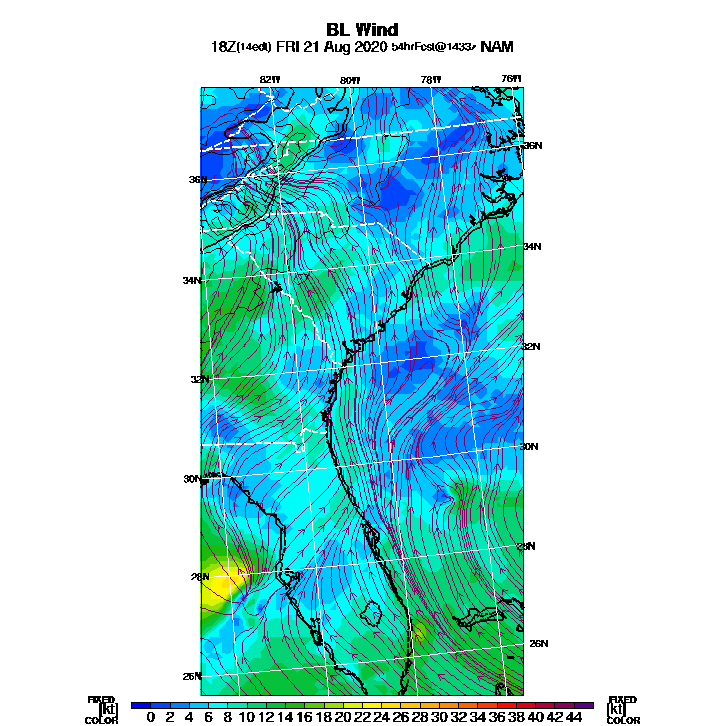 BL Wind
18Z(14edt) FRI 21 Aug 2020 54hrFcst@1433z NAM
82W 80W 78W 76W
36N
36N
34N
34N
32N
32N
30N
30N
28N
28N
26N
26N
FIXED FIXED
[kt] 0 2 4 6 8 10 12 14 16 18 20 22 24 26 28 30 32 34 36 38 40 42 44 [kt]
COLOR COLOR